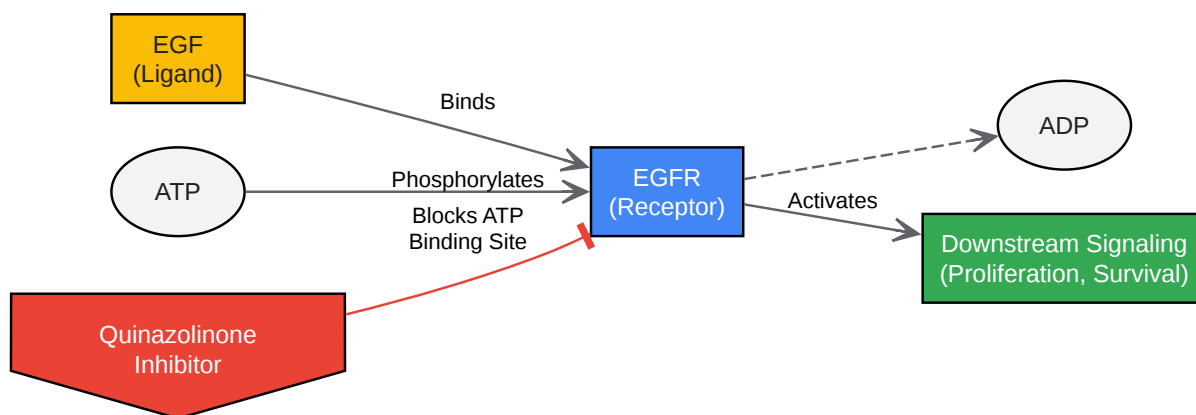 EGF
(Ligand)
Binds
ADP
ATP
Phosphorylates
EGFR
(Receptor)
Activates
Blocks ATP
Binding Site
Downstream Signaling
(Proliferation, Survival)
Quinazolinone
Inhibitor